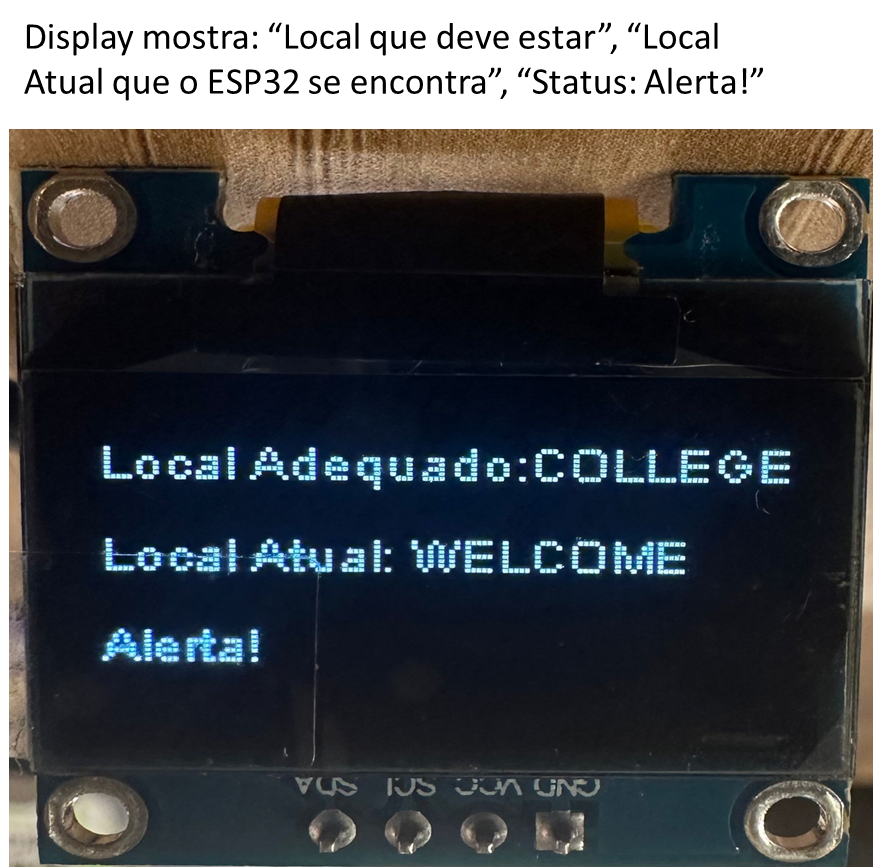 Display mostra: “Local que deve estar”, “Local
Atual que o ESP32 se encontra”, “Status: Alerta!”
Local Adequado:COLLEGE
Local Atual: WELCOME
Alerta!
SDA SCL VCC GND